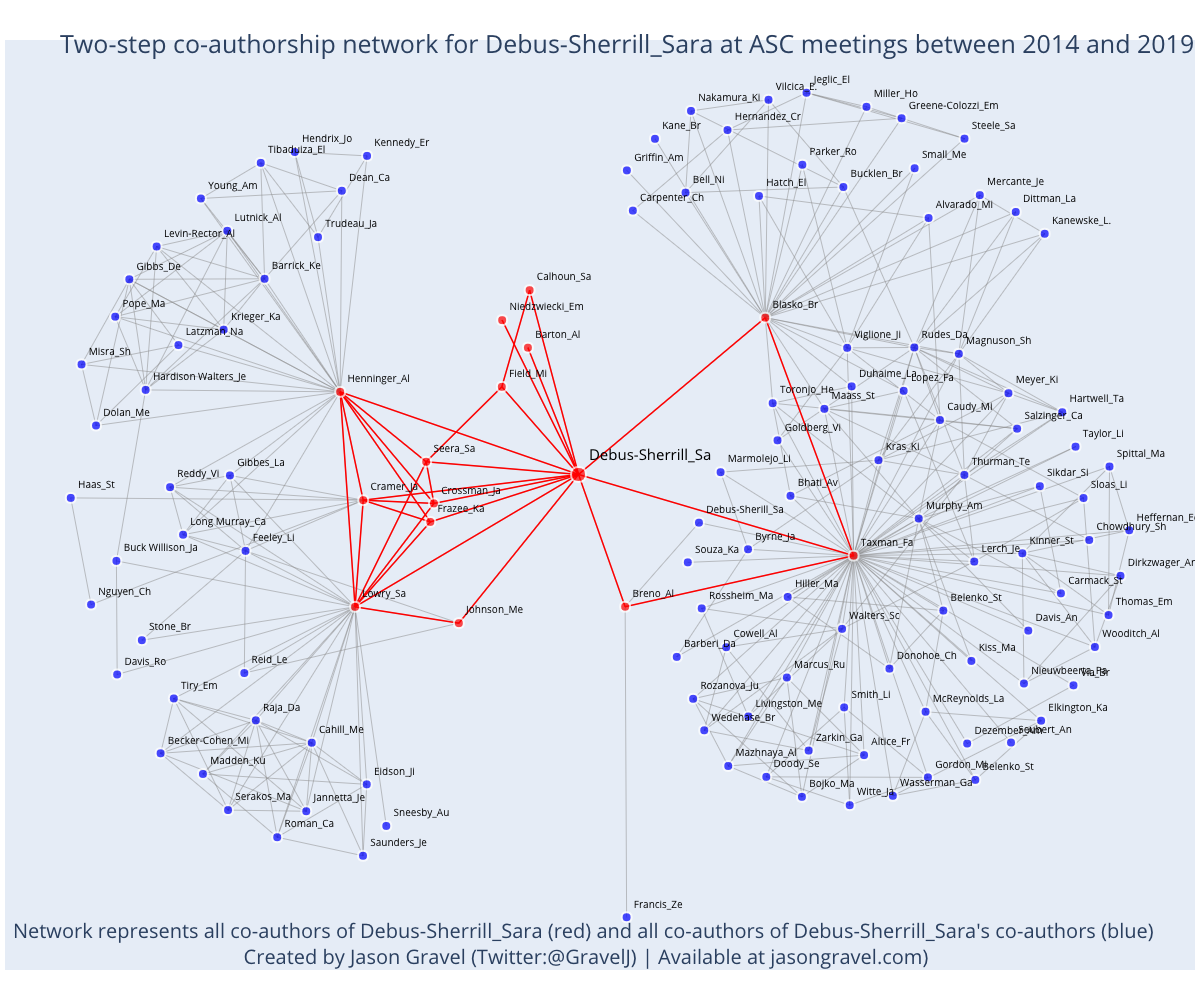 Two-step co-authorship network for Debus-Sherrill_Sara at ASC meetings between 2014 and 2019
Jeglic_El
Vilcica_E.
Nakamura_Ki
Miller_Ho
Greene-Colozzi_Em
Hernandez_Cr
Kane_Br
Steele_Sa
Hendrix_Jo
Kennedy_Er
Tibaduiza_El
Parker_Ro
Small_Me
Griffin_Am
Bucklen_Br
Dean_Ca
Bell_Ni
Hatch_El
Young_Am
Mercante_Je
Carpenter_Ch
Dittman_La
Alvarado_Mi
Lutnick_Al
Trudeau_Ja
Kanewske_L.
Levin-Rector_Al
Gibbs_De
Barrick_Ke
Calhoun_Sa
Pope_Ma
Niedzwiecki_Em
Blasko_Br
Krieger_Ka
Latzman_Na
Barton_Al
Viglione_Ji
Rudes_Da
Magnuson_Sh
Misra_Sh
Hardison Walters_Je
Henninger_Al
Field_Mi
Duhaime_La
Lopez_Fa
Toronjo_He
Maass_St
Meyer_Ki
Hartwell_Ta
Dolan_Me
Caudy_Mi
Salzinger_Ca
Goldberg_Vi
Taylor_Li
Seera_Sa
Debus-Sherrill_Sa
Kras_Ki
Spittal_Ma
Gibbes_La
Reddy_Vi
Marmolejo_Li
Thurman_Te
Haas_St
Cramer_Ja
Crossman_Ja
Bhati_Av
Sikdar_Si
Sloas_Li
Frazee_Ka
Debus-Sherill_Sa
Murphy_Am
Long Murray_Ca
Heffernan_Ed
Chowdbury_Sh
Feeley_Li
Buck Willison_Ja
Byrne_Ja
Souza_Ka
Taxman_Fa
Lerch_Je
Kinner_St
Dirkzwager_An
Nguyen_Ch
Lowry_Sa
Johnson_Me
Breno_Al
Rossheim_Ma
Hiller_Ma
Belenko_St
Carmack_St
Thomas_Em
Stone_Br
Walters_Sc
Davis_An
Wooditch_Al
Davis_Ro
Reid_Le
Barberi_Da
Cowell_Al
Donohoe_Ch
Kiss_Ma
Nieuwbeerta_Pa
Via_Br
Tiry_Em
Rozanova_Ju
Marcus_Ru
Raja_Da
Wedehase_Br
Livingston_Me
Smith_Li
McReynolds_La
Elkington_Ka
Becker-Cohen_Mi
Cahill_Me
Zarkin_Ga
Altice_Fr
Dezember_Am
Soubert_An
Madden_Ku
Mazhnaya_Al
Doody_Se
Gordon_Mi
Belenko_St
Eidson_Ji
Serakos_Ma
Jannetta_Je
Bojko_Ma
Witte_Ja
Wasserman_Ga
Sneesby_Au
Roman_Ca
Saunders_Je
Francis_Ze
Network represents all co-authors of Debus-Sherrill_Sara (red) and all co-authors of Debus-Sherrill_Sara's co-authors (blue)
Created by Jason Gravel (Twitter:@GravelJ) | Available at jasongravel.com)